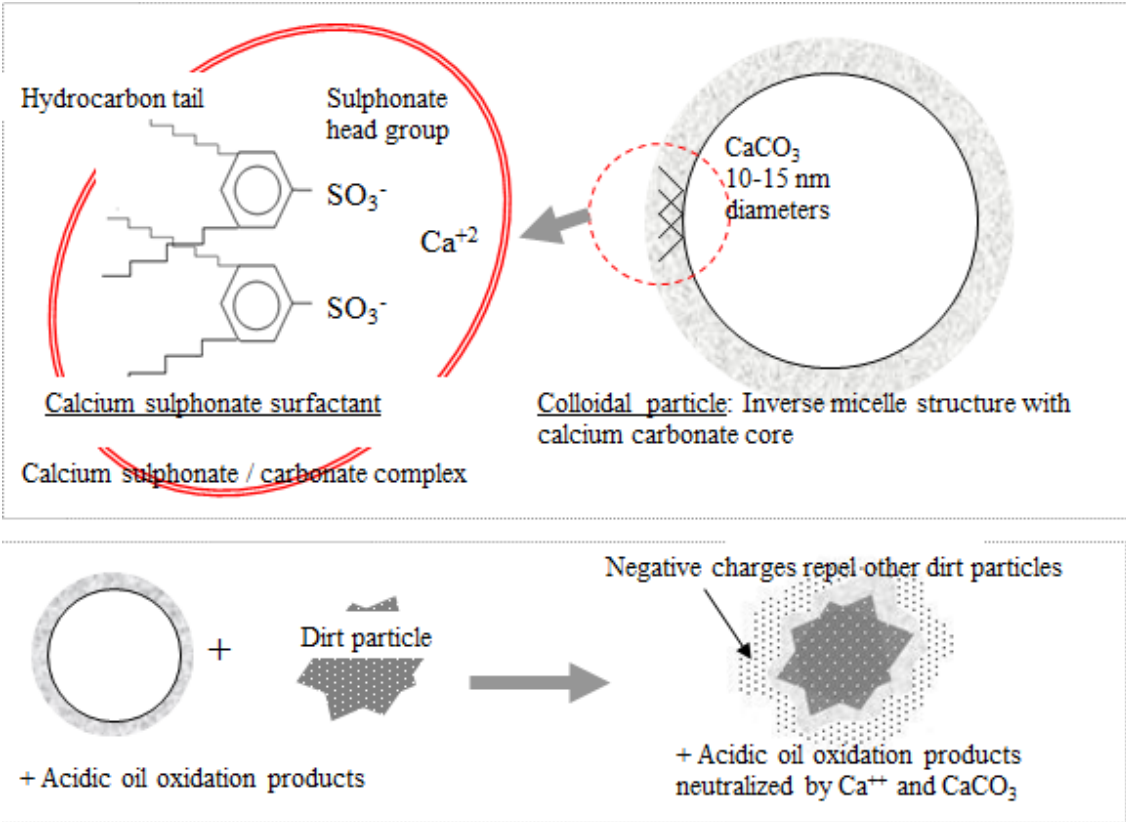 Hydrocarbon tail
Sulphonate
head group
SO₃⁻
Ca⁺²
SO₃⁻
Calcium sulphonate surfactant
Calcium sulphonate / carbonate complex
CaCO₃
10-15 nm
diameters
Colloidal particle: Inverse micelle structure with
calcium carbonate core
+
Dirt particle
+ Acidic oil oxidation products
Negative charges repel other dirt particles
+ Acidic oil oxidation products
neutralized by Ca⁺⁺ and CaCO₃